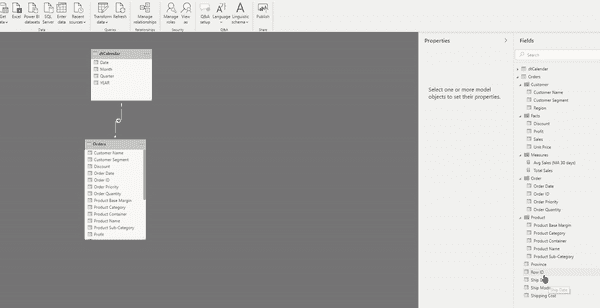 Get data
Excel
Power BI datasets
SQL Server
Enter data
Recent sources
Transform data
Refresh
Manage relationships
Manage roles
View as
Q&A setup
Language
Linguistic schema
Publish
Data
Queries
Relationships
Security
Q&A
Share
Properties
Select one or more model
objects to set their properties.
Fields
Search
dtCalendar
Date
Month
Quarter
YEAR
Orders
Customer Name
Customer Segment
Discount
Order Date
Order ID
Order Priority
Order Quantity
Product Base Margin
Product Category
Product Container
Product Name
Product Sub-Category
Profit
dtCalendar
Orders
Customer
Customer Name
Customer Segment
Region
Facts
Discount
Profit
Sales
Unit Price
Measures
Avg Sales (MA 30 days)
Total Sales
Order
Order Date
Order ID
Order Priority
Order Quantity
Product
Product Base Margin
Product Category
Product Container
Product Name
Product Sub-Category
Province
Row ID
Ship
Ship Mode
Ship Date
Shipping Cost